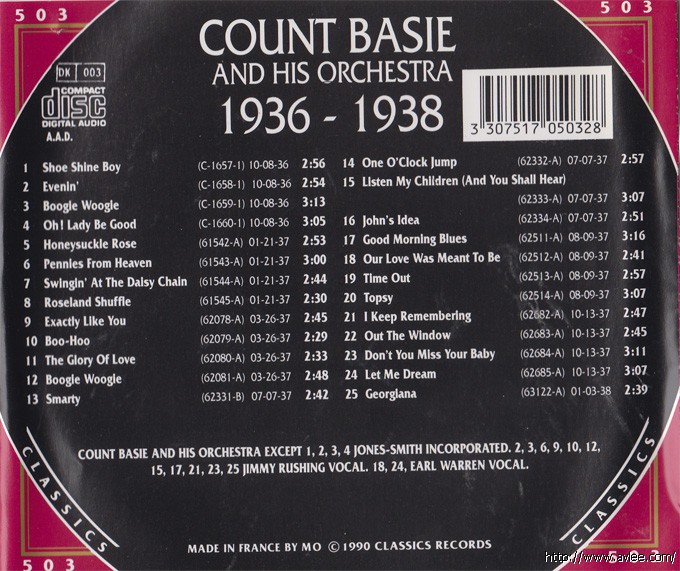 5 0 3
5 0 3
COUNT BASIE
AND HIS ORCHESTRA
1936 - 1938
DK 003
COMPACT
disc
DIGITAL AUDIO
A.A.D.
3 307517 050328
1 Shoe Shine Boy (C-1657-1) 10-08-36 2:56
2 Evenin' (C-1658-1) 10-08-36 2:54
3 Boogie Woogie (C-1659-1) 10-08-36 3:13
4 Oh! Lady Be Good (C-1660-1) 10-08-36 3:05
5 Honeysuckle Rose (61542-A) 01-21-37 2:53
6 Pennies From Heaven (61543-A) 01-21-37 3:00
7 Swingin' At The Daisy Chain (61544-A) 01-21-37 2:44
8 Roseland Shuffle (61545-A) 01-21-37 2:30
9 Exactly Like You (62078-A) 03-26-37 2:45
10 Boo-Hoo (62079-A) 03-26-37 2:29
11 The Glory Of Love (62080-A) 03-26-37 2:33
12 Boogie Woogie (62081-A) 03-26-37 2:48
13 Smarty (62331-B) 07-07-37 2:42
14 One O'Clock Jump (62332-A) 07-07-37 2:57
15 Listen My Children (And You Shall Hear)
(62333-A) 07-07-37 3:07
16 John's Idea (62334-A) 07-07-37 2:51
17 Good Morning Blues (62511-A) 08-09-37 3:16
18 Our Love Was Meant To Be (62512-A) 08-09-37 2:41
19 Time Out (62513-A) 08-09-37 2:57
20 Topsy (62514-A) 08-09-37 3:07
21 I Keep Remembering (62682-A) 10-13-37 2:47
22 Out The Window (62683-A) 10-13-37 2:45
23 Don't You Miss Your Baby (62684-A) 10-13-37 3:11
24 Let Me Dream (62685-A) 10-13-37 3:07
25 Georgiana (63122-A) 01-03-38 2:39
COUNT BASIE AND HIS ORCHESTRA EXCEPT 1, 2, 3, 4 JONES-SMITH INCORPORATED. 2, 3, 6, 9, 10, 12,
15, 17, 21, 23, 25 JIMMY RUSHING VOCAL. 18, 24, EARL WARREN VOCAL.
CLASSICS
CLASSICS
MADE IN FRANCE BY MO © 1990 CLASSICS RECORDS
5 0 3
5 0 3
http://www.aviee.com/